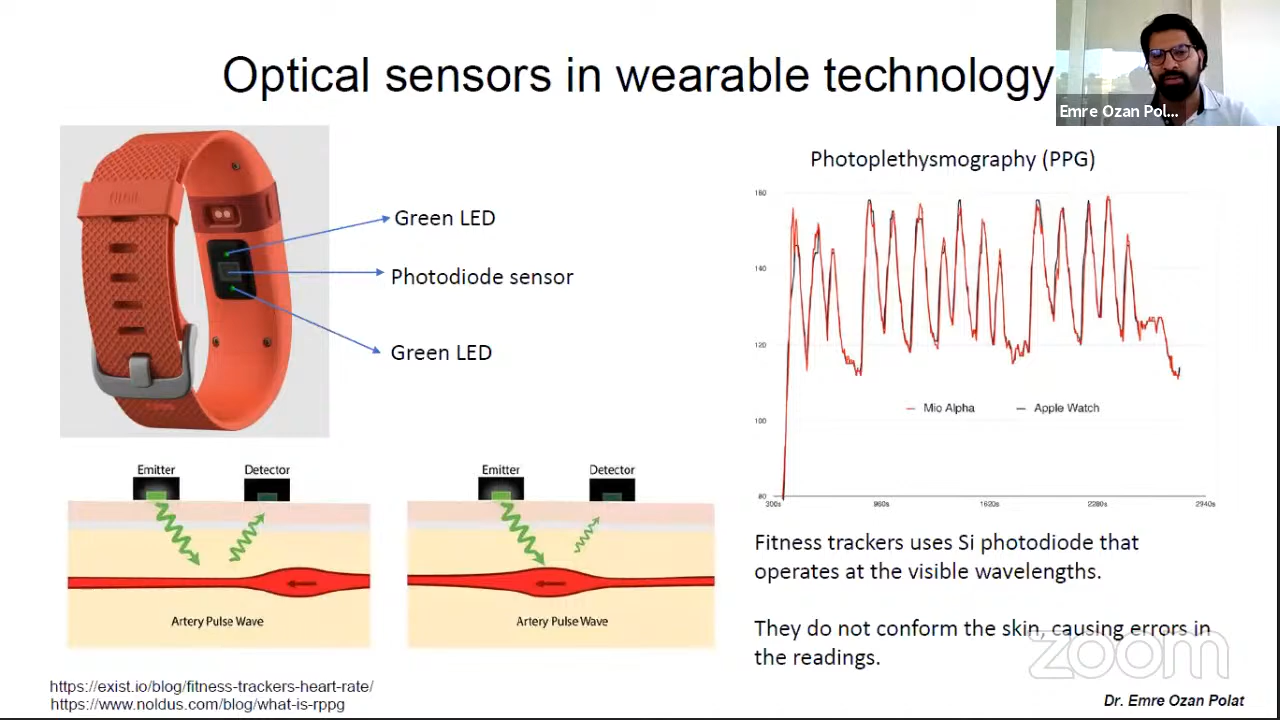 Optical sensors in wearable technology
Emre Ozan Pol...
Green LED
Photodiode sensor
Green LED
Photoplethysmography (PPG)
160
140
120
100
80
300s 960s 1620s 2280s 2940s
Mio Alpha Apple Watch
Emitter Detector
Artery Pulse Wave
Emitter Detector
Artery Pulse Wave
Fitness trackers uses Si photodiode that
operates at the visible wavelengths.
They do not conform the skin, causing errors in
the readings.
zoom
https://exist.io/blog/fitness-trackers-heart-rate/
https://www.noldus.com/blog/what-is-rppg
Dr. Emre Ozan Polat